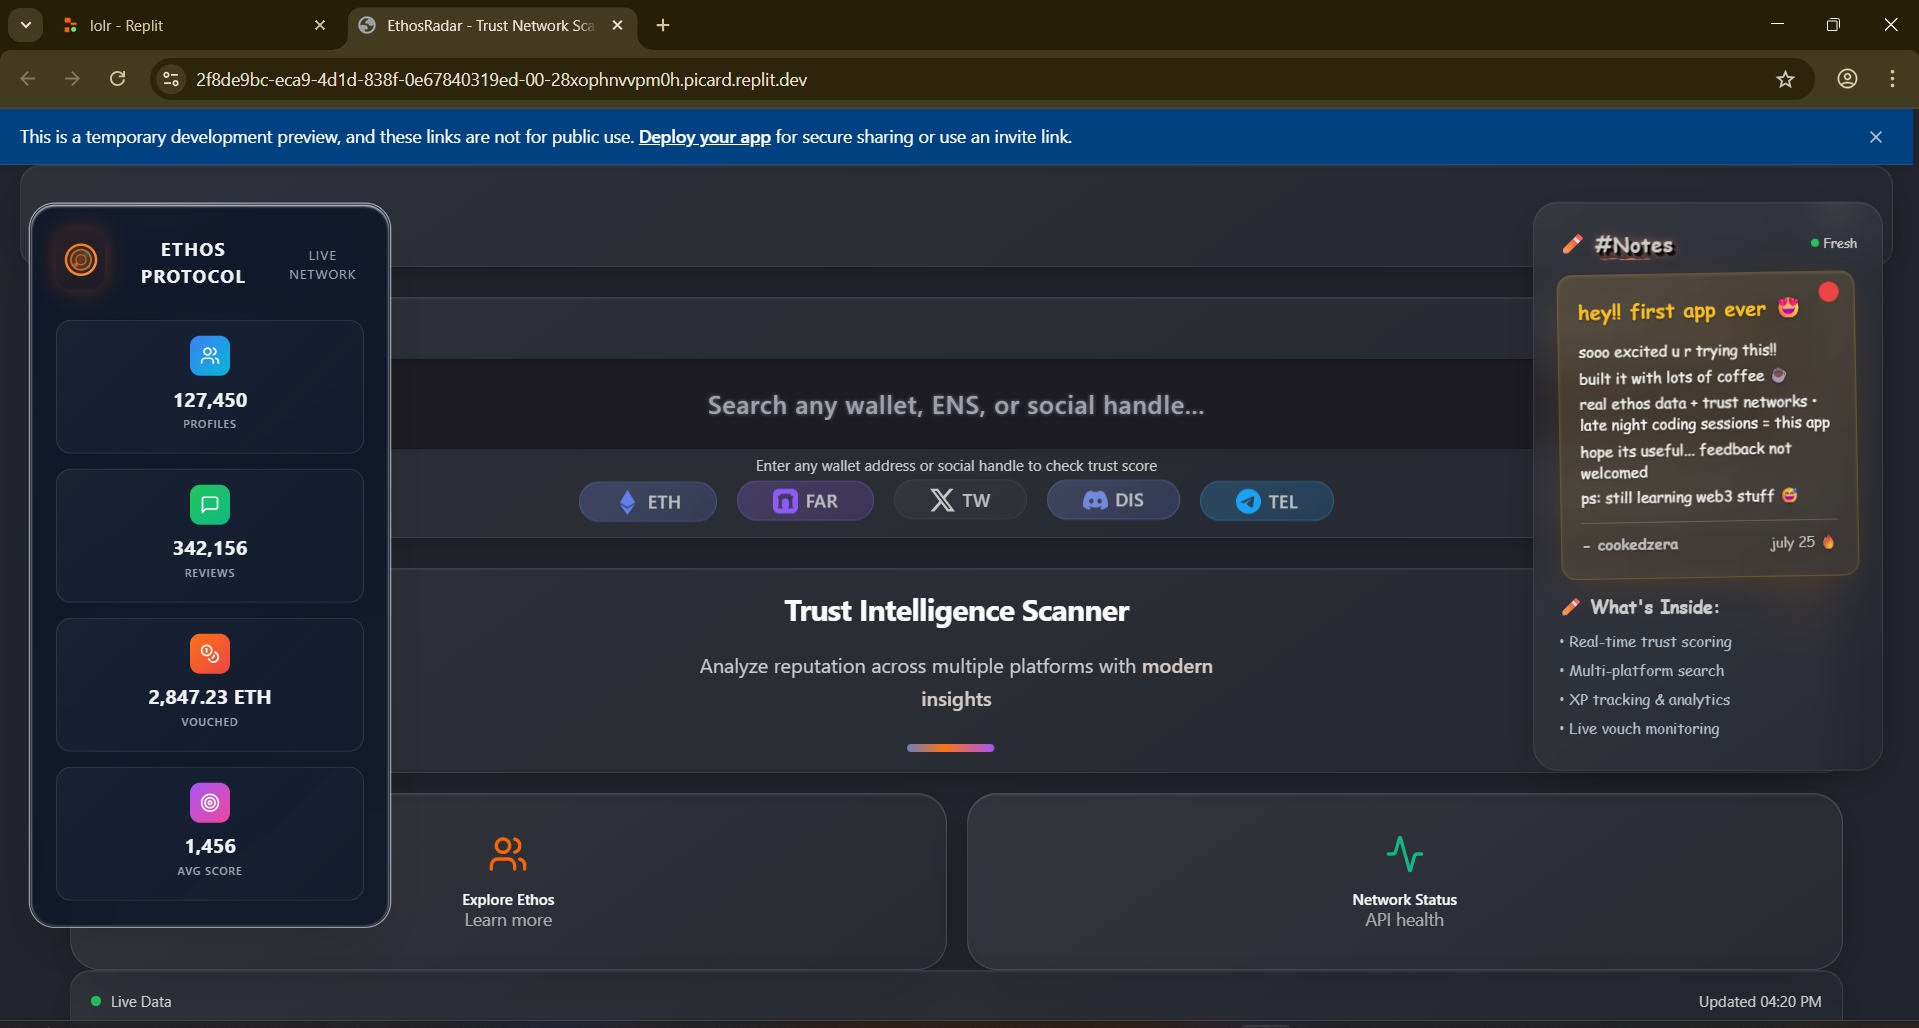 lolr - Replit
EthosRadar - Trust Network Sca
2f8de9bc-eca9-4d1d-838f-0e67840319ed-00-28xophnvvpm0h.picard.replit.dev
This is a temporary development preview, and these links are not for public use. Deploy your app for secure sharing or use an invite link.
ETHOS
PROTOCOL
LIVE
NETWORK
127,450
PROFILES
342,156
REVIEWS
2,847.23 ETH
VOUCHED
1,456
AVG SCORE
Search any wallet, ENS, or social handle...
Enter any wallet address or social handle to check trust score
ETH
FAR
TW
DIS
TEL
Trust Intelligence Scanner
Analyze reputation across multiple platforms with modern
insights
Explore Ethos
Learn more
Network Status
API health
Live Data
Updated 04:20 PM
#Notes
Fresh
hey!! first app ever 🤩
sooo excited u r trying this!!
built it with lots of coffee ☕
real ethos data + trust networks •
late night coding sessions = this app
hope its useful... feedback not
welcomed
ps: still learning web3 stuff 😅
- cookedzera
july 25 🔥
✏️ What's Inside:
• Real-time trust scoring
• Multi-platform search
• XP tracking & analytics
• Live vouch monitoring